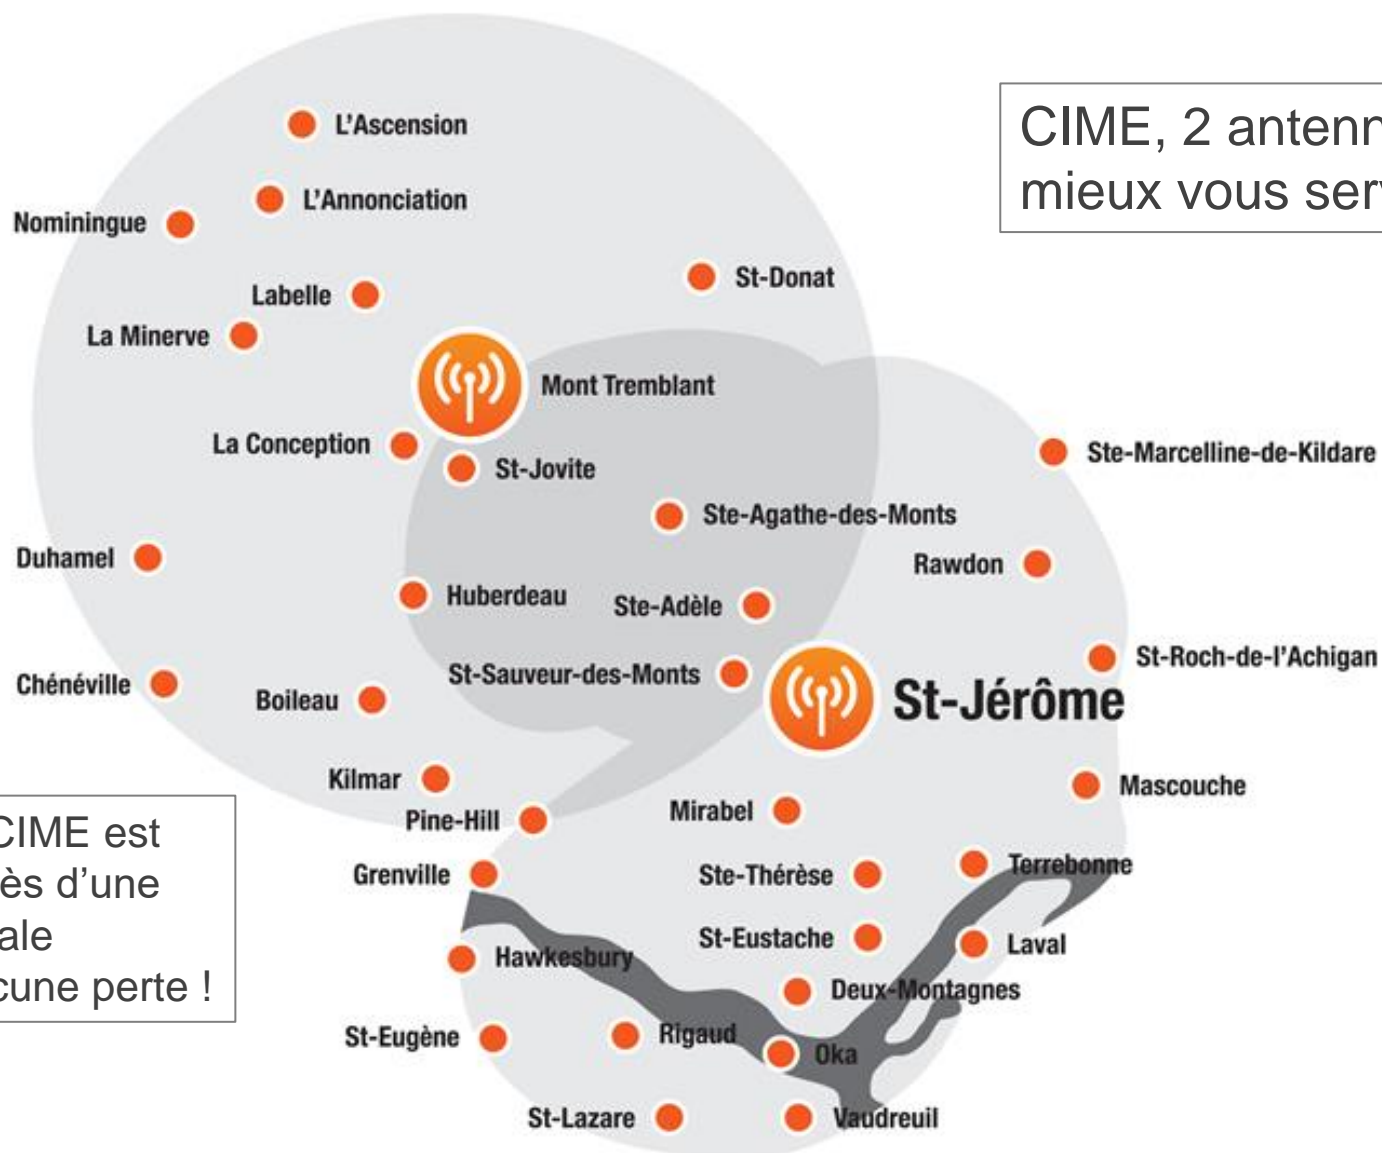 L'Ascension
CIME, 2 antenn
mieux vous serv
L'Annonciation
Nominingue
St-Donat
Labelle
La Minerve
Mont Tremblant
La Conception
Ste-Marcelline-de-Kildare
St-Jovite
Ste-Agathe-des-Monts
Duhamel
Rawdon
Huberdeau
Ste-Adèle
St-Roch-de-l'Achigan
St-Sauveur-des-Monts
Chénéville
Boileau
St-Jérôme
Kilmar
Mascouche
Mirabel
Pine-Hill
CIME est
ès d’une
ale
cune perte !
Terrebonne
Grenville
Ste-Thérèse
St-Eustache
Laval
Hawkesbury
Deux-Montagnes
St-Eugène
Rigaud
Oka
St-Lazare
Vaudreuil